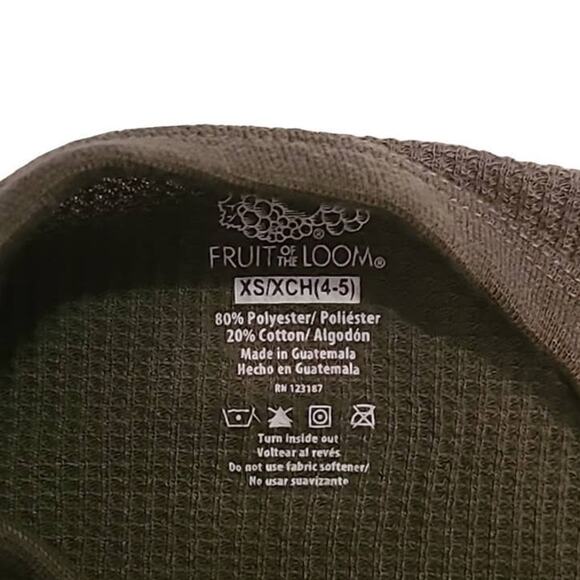 ®
FRUIT OF THE LOOM®
XS/XCH(4-5)
80% Polyester/ Poliéster
20% Cotton/ Algodón
Made in Guatemala
Hecho en Guatemala
RN 123187
Turn inside out
Voltear al revés
Do not use fabric softener/
No usar suavizante